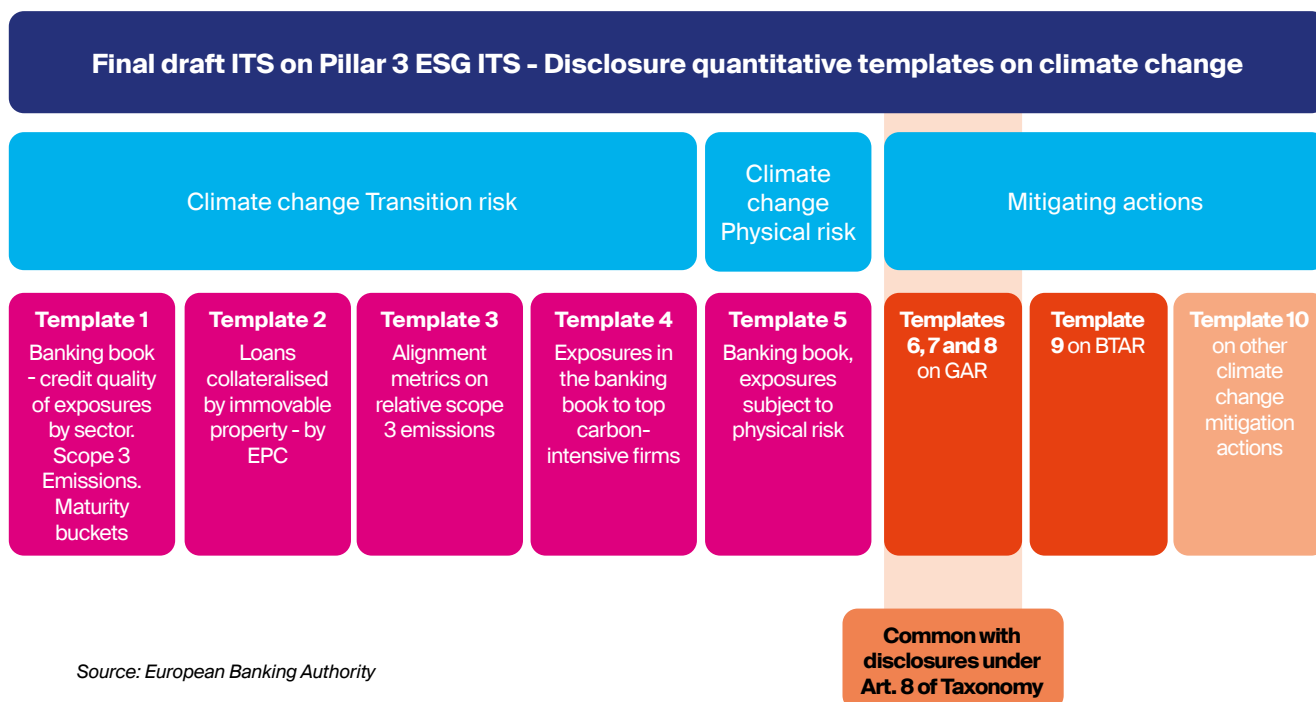 Final draft ITS on Pillar 3 ESG ITS - Disclosure quantitative templates on climate change
Climate change Transition risk
Climate
change
Physical risk
Mitigating actions
Template 1
Banking book
- credit quality
of exposures
by sector.
Scope 3
Emissions.
Maturity
buckets
Template 2
Loans
collateralised
by immovable
property - by
EPC
Template 3
Alignment
metrics on
relative scope
3 emissions
Template 4
Exposures in
the banking
book to top
carbon-
intensive firms
Template 5
Banking book,
exposures
subject to
physical risk
Templates
6, 7 and 8
on GAR
Template
9 on BTAR
Template 10
on other
climate
change
mitigation
actions
Common with
disclosures under
Art. 8 of Taxonomy
Source: European Banking Authority